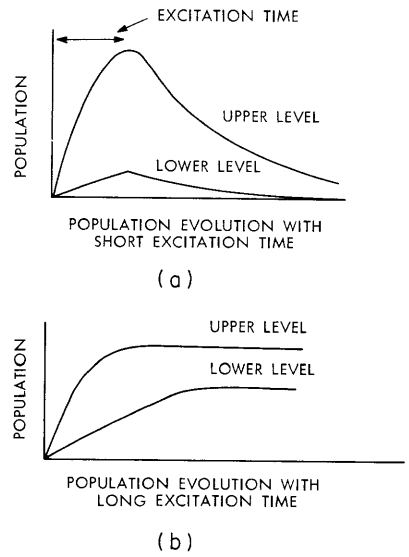 EXCITATION TIME
POPULATION
UPPER LEVEL
LOWER LEVEL
POPULATION EVOLUTION WITH
SHORT EXCITATION TIME
(a)
UPPER LEVEL
LOWER LEVEL
POPULATION
POPULATION EVOLUTION WITH
LONG EXCITATION TIME
(b)